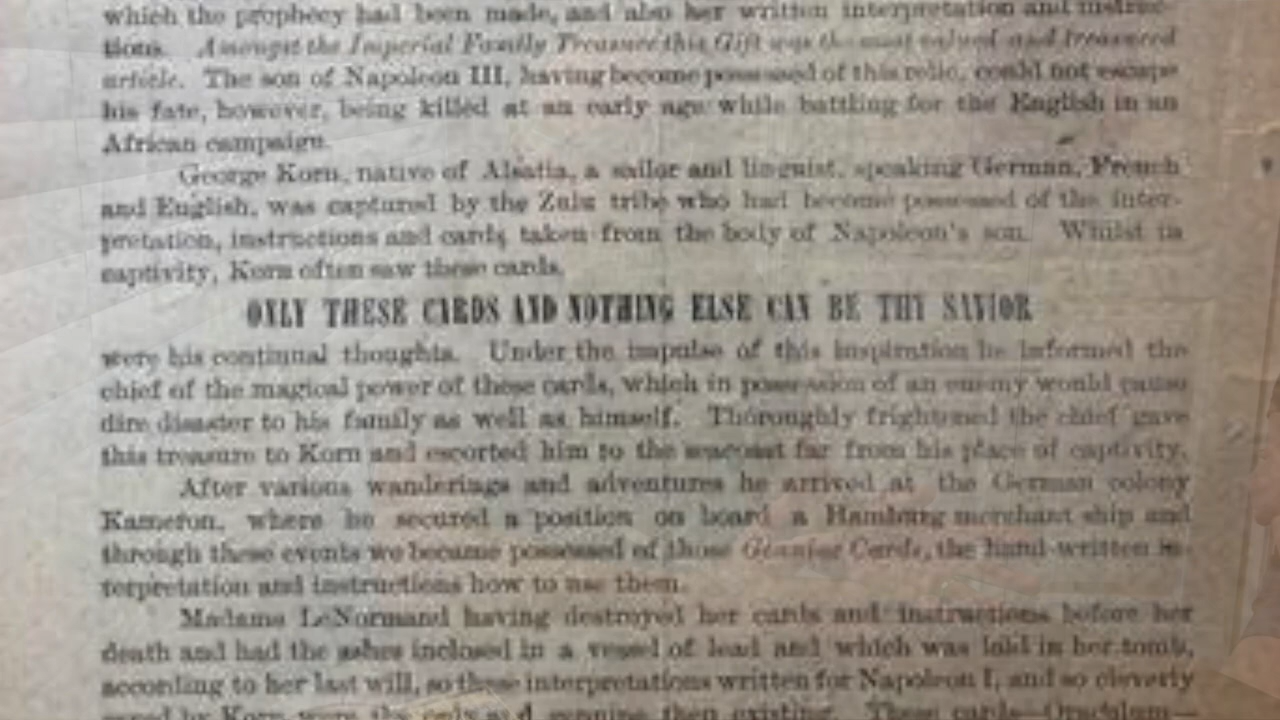 which the prophecy had been made, and also her written interpretation and instruc-
tions. Amongst the Imperial Family Treasure this Gift was the most valued and treasured
article. The son of Napoleon III, having become possessed of this relic, could not escape
his fate, however, being killed at an early age while battling for the English in an
African campaign.
George Korn, native of Alsatia, a sailor and linguist, speaking German, French
and English, was captured by the Zulu tribe who had become possessed of the inter-
pretation, instructions and cards taken from the body of Napoleon's son. Whilst in
captivity, Korn often saw these cards.
ONLY THESE CARDS AND NOTHING ELSE CAN BE THY SAVIOR
were his continual thoughts. Under the impulse of this inspiration he informed the
chief of the magical power of these cards, which in possession of an enemy would cause
dire disaster to his family as well as himself. Thoroughly frightened the chief gave
this treasure to Korn and escorted him to the seacoast far from his place of captivity.
After various wanderings and adventures he arrived at the German colony
Kameron, where he secured a position on board a Hamburg merchant ship and
through these events we became possessed of those Genuine Cards, the hand-written in-
terpretation and instructions how to use them.
Madame LeNormand having destroyed her cards and instructions before her
death and had the ashes inclosed in a vessel of lead and which was laid in her tomb,
according to her last will, so these interpretations written for Napoleon I, and so cleverly
saved by Korn were the only and genuine then existing. These cards—